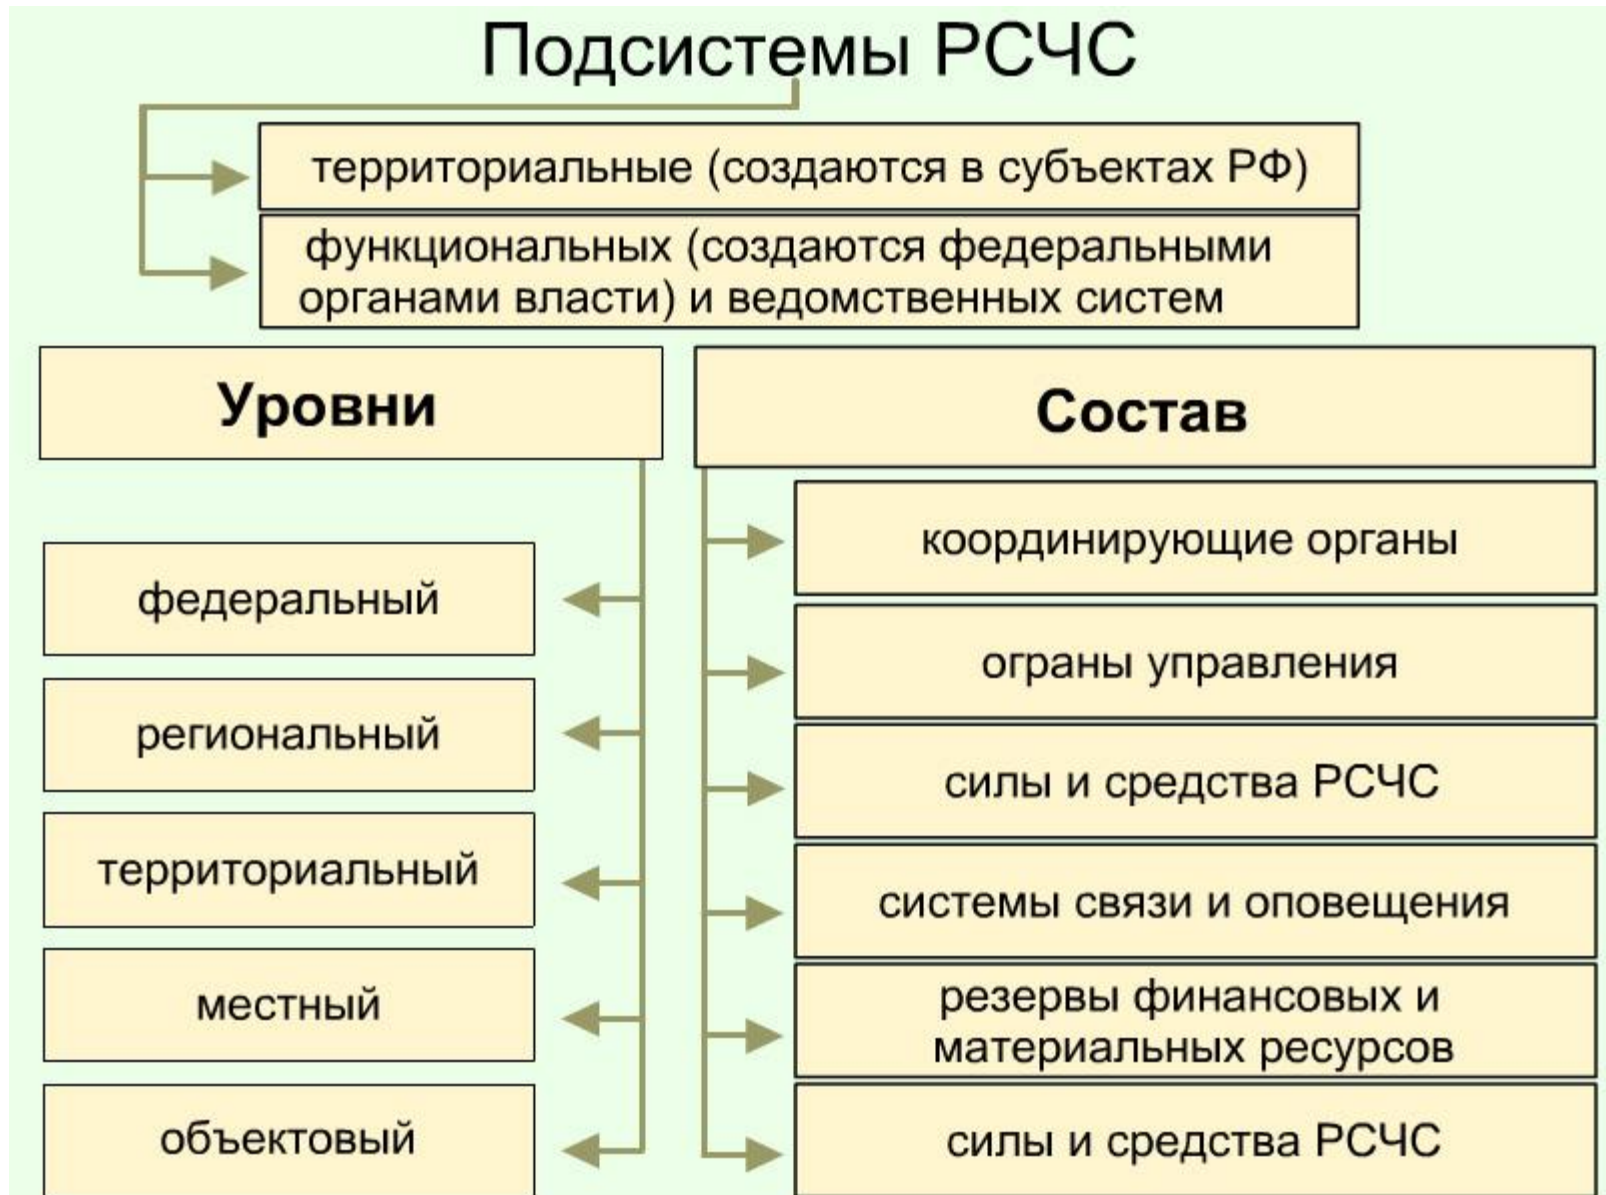 Подсистемы РСЧС
территориальные (создаются в субъектах РФ)
функциональных (создаются федеральными
органами власти) и ведомственных систем
Уровни
федеральный
региональный
территориальный
местный
объектовый
Состав
координирующие органы
ограны управления
силы и средства РСЧС
системы связи и оповещения
резервы финансовых и
материальных ресурсов
силы и средства РСЧС